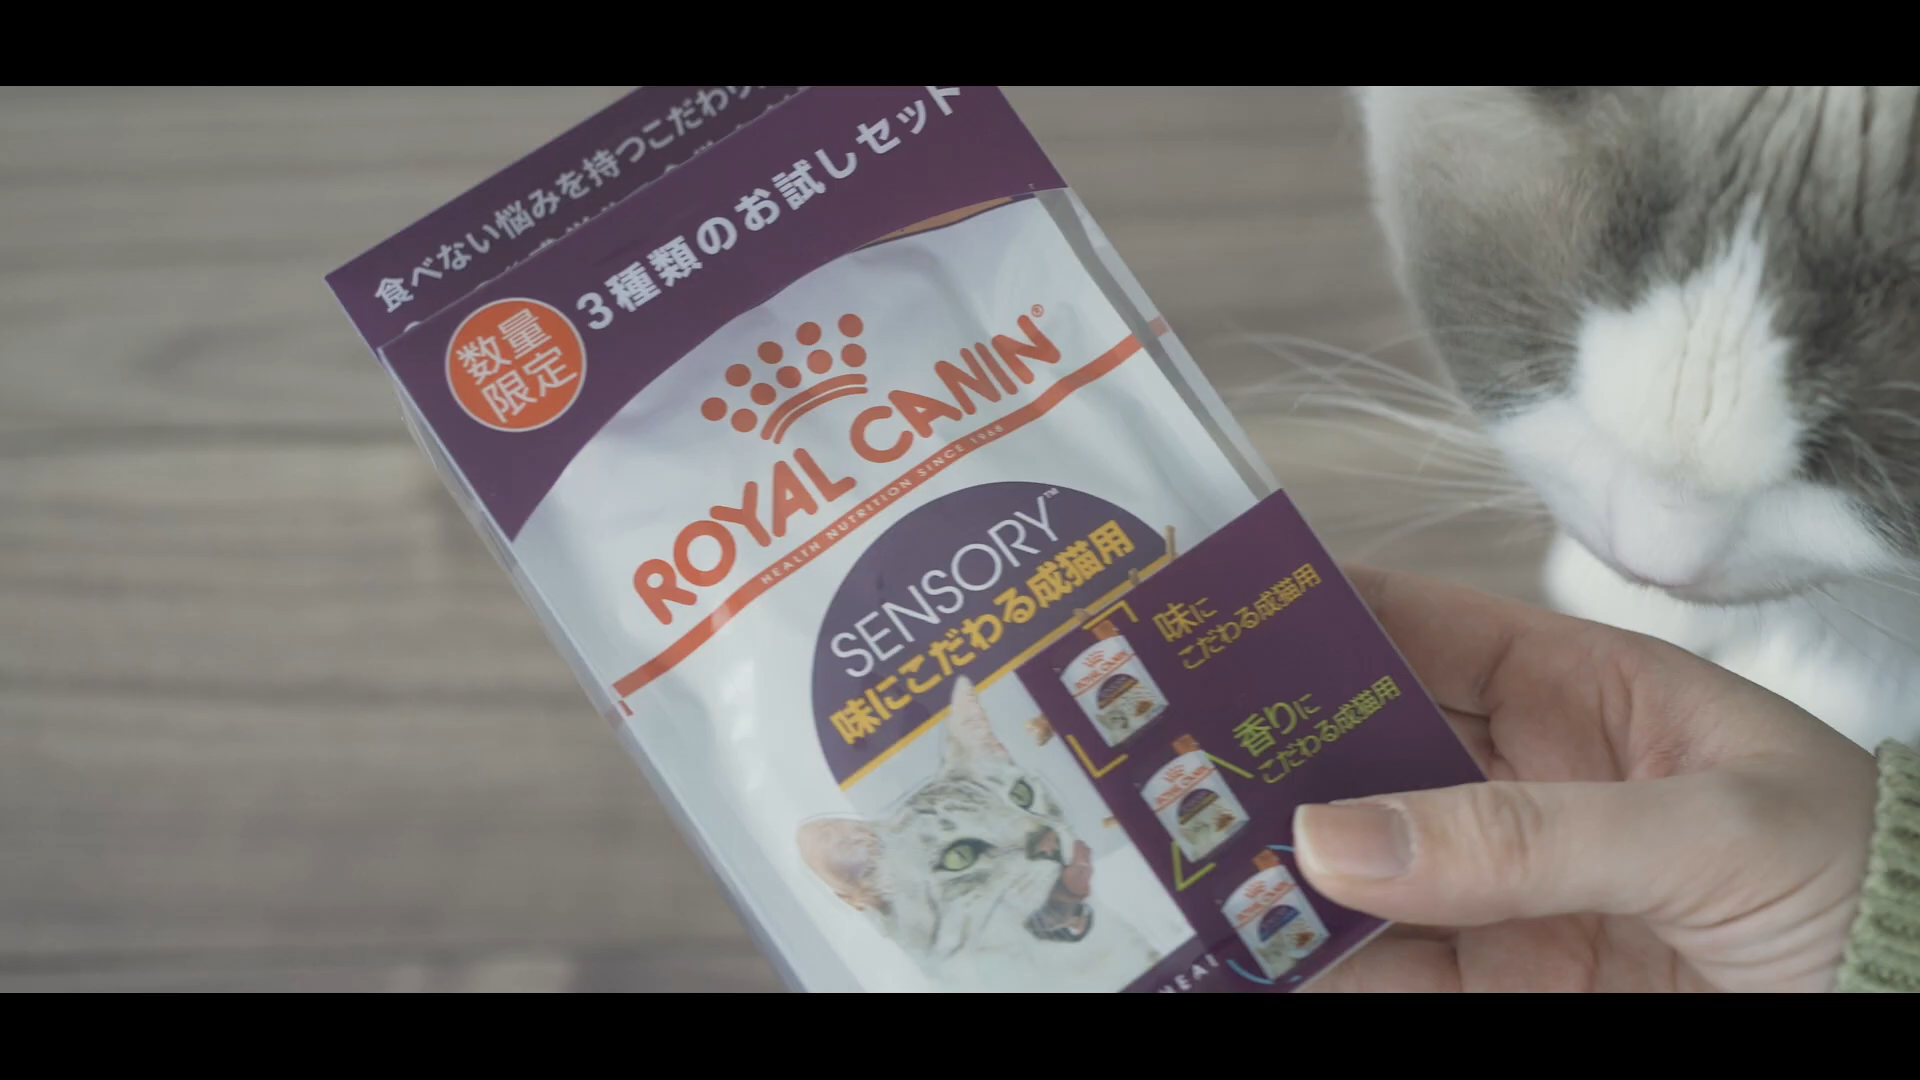 食べない悩みを持つこだわり
3種類のお試しセット
数量
限定
ROYAL CANIN®
HEALTH NUTRITION SINCE 1968
SENSORY™
味にこだわる成猫用
味に
こだわる成猫用
香りに
こだわる成猫用